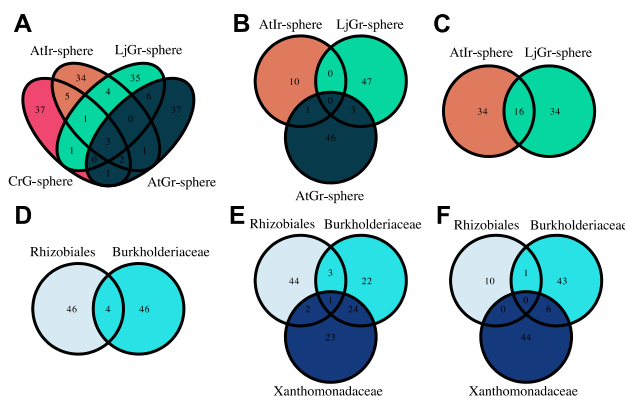 A
AtIr-sphere LjGr-sphere
34 35
37 5 4 6 37
1 0
1 3 1
0 2
1
CrG-sphere AtGr-sphere
B
AtIr-sphere LjGr-sphere
10 0 47
0
1 3
46
AtGr-sphere
C
AtIr-sphere LjGr-sphere
34 16 34
D
Rhizobiales Burkholderiaceae
46 4 46
E
Rhizobiales Burkholderiaceae
44 3 22
1
2 24
23
Xanthomonadaceae
F
Rhizobiales Burkholderiaceae
10 1 43
0
0 6
44
Xanthomonadaceae